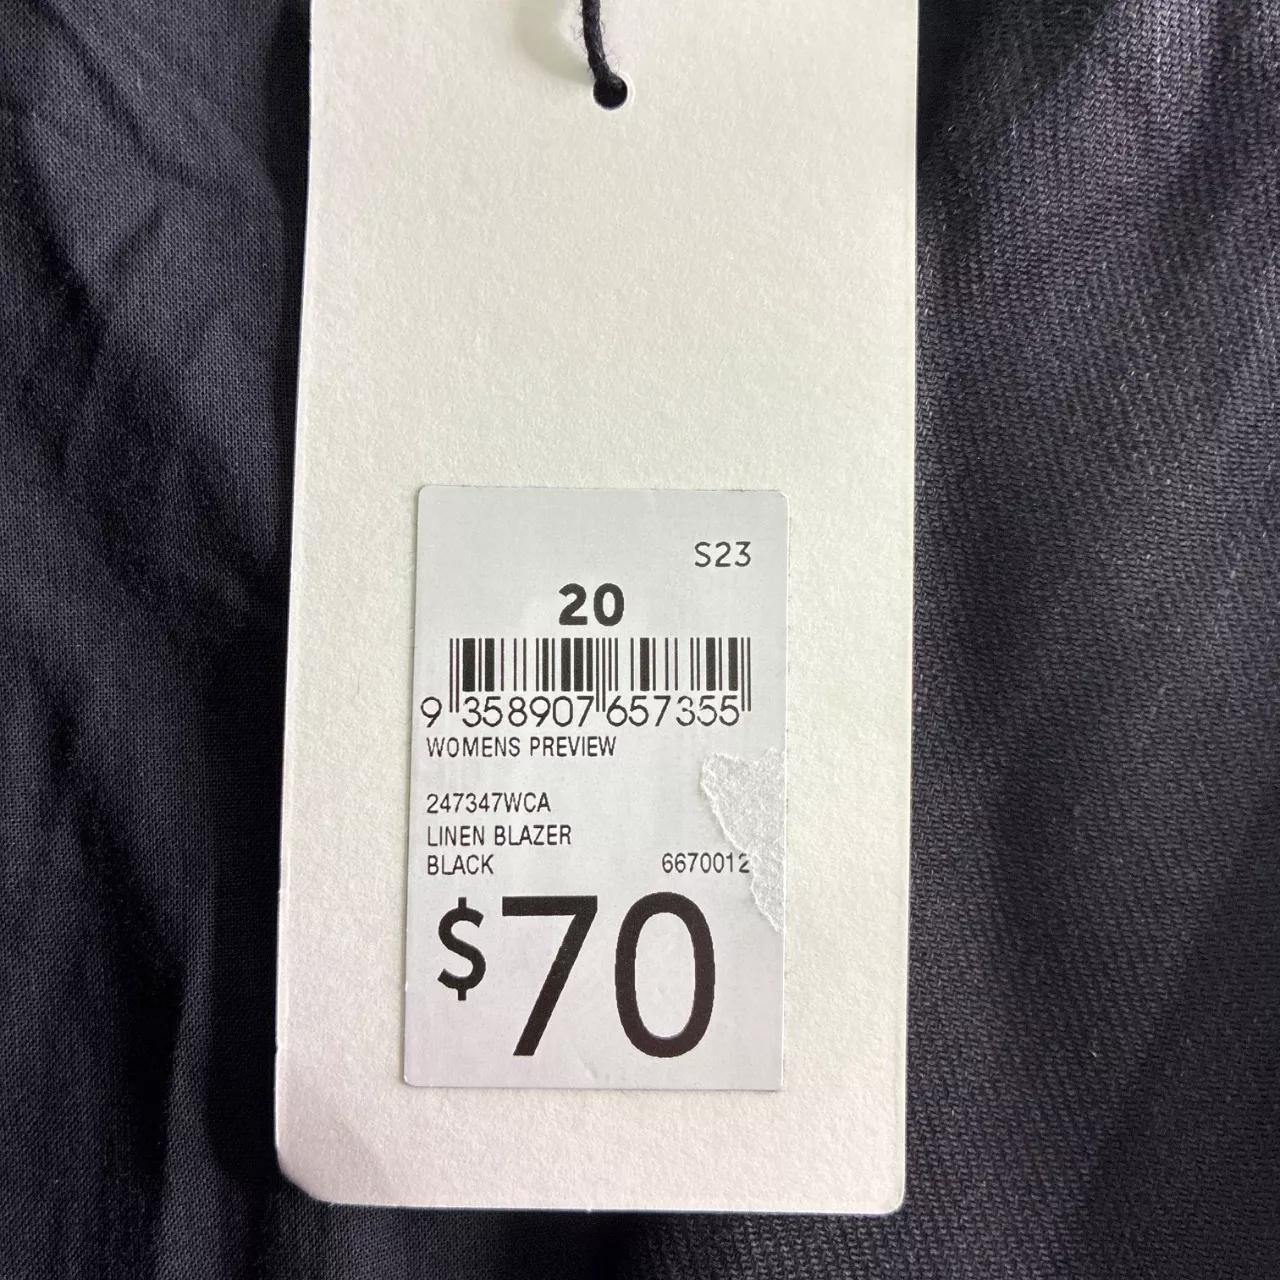 S23
20
9 358907 657355
WOMENS PREVIEW
247347WCA
LINEN BLAZER
BLACK 6670012
$70